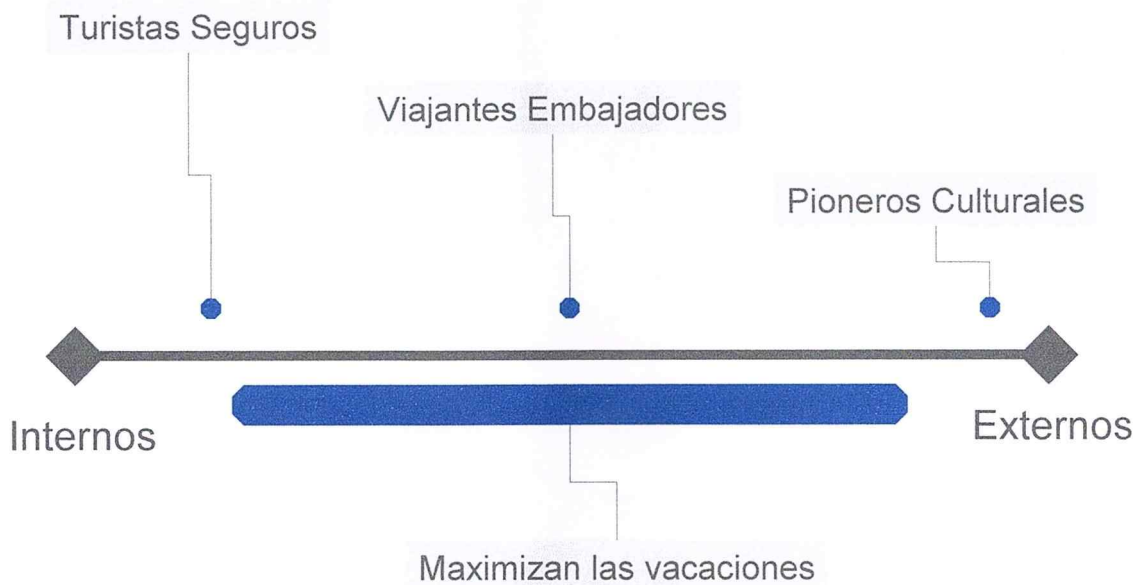 Turistas Seguros
Viajantes Embajadores
Pioneros Culturales
Internos
Externos
Maximizan las vacaciones